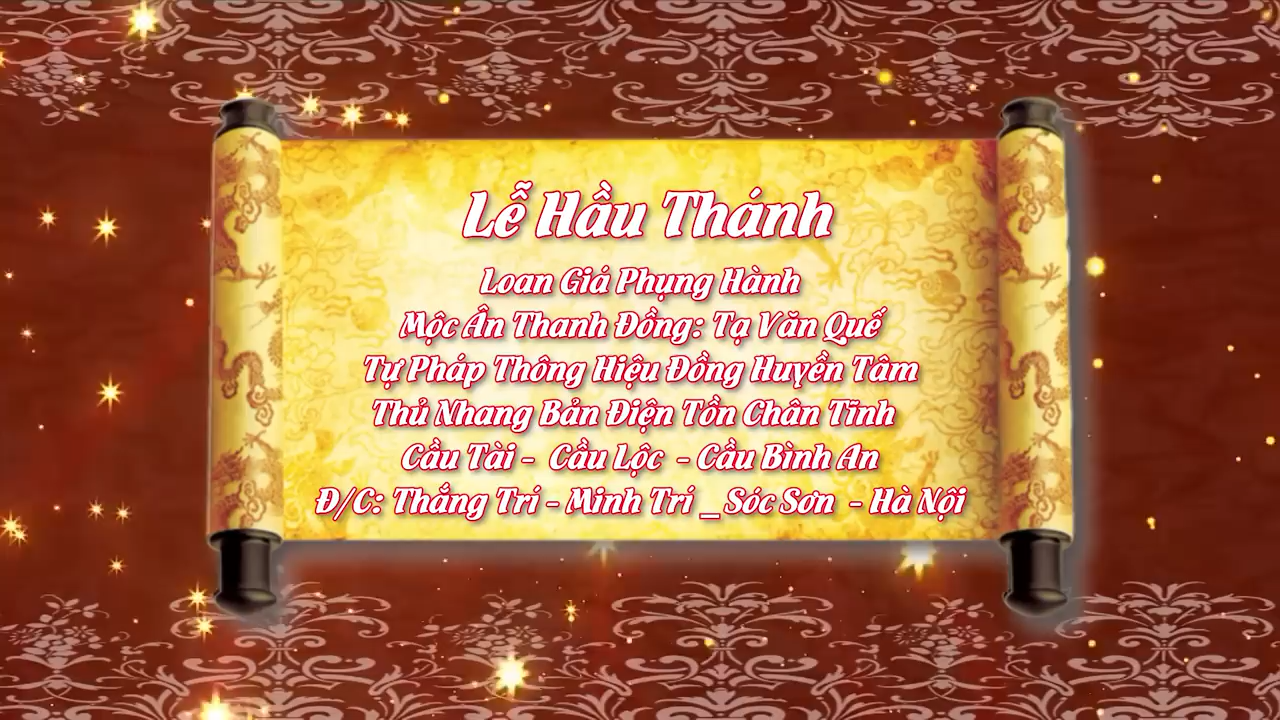 Lễ Hầu Thánh
Loan Giá Phụng Hành
Mộc Ân Thanh Đồng: Tạ Văn Quế
Tự Pháp Thông Hiệu Đồng Huyền Tâm
Thủ Nhang Bản Điện Tồn Chân Tĩnh
Cầu Tài - Cầu Lộc - Cầu Bình An
Đ/C: Thắng Trí - Minh Trí _ Sóc Sơn - Hà Nội